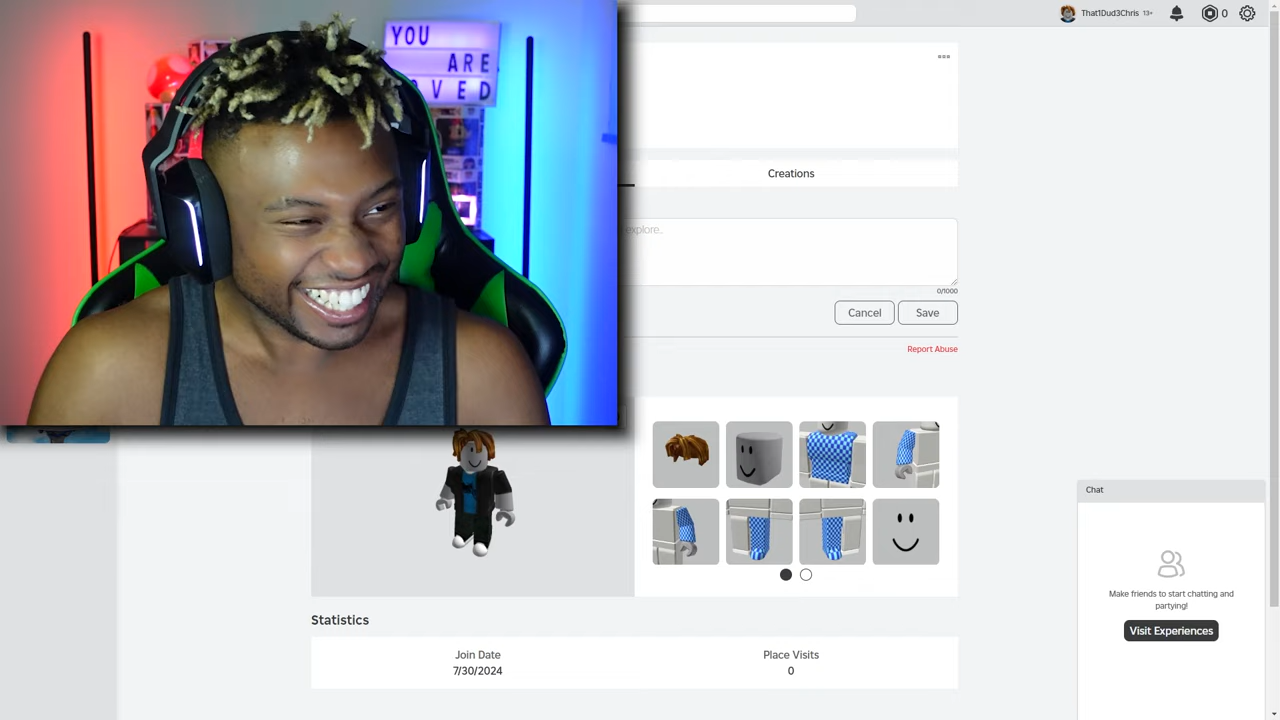 YOU
ARE
OVED
That1Dud3Chris 13+
0
Creations
explore..
0/1000
Cancel
Save
Report Abuse
Statistics
Join Date
7/30/2024
Place Visits
0
Chat
Make friends to start chatting and
partying!
Visit Experiences